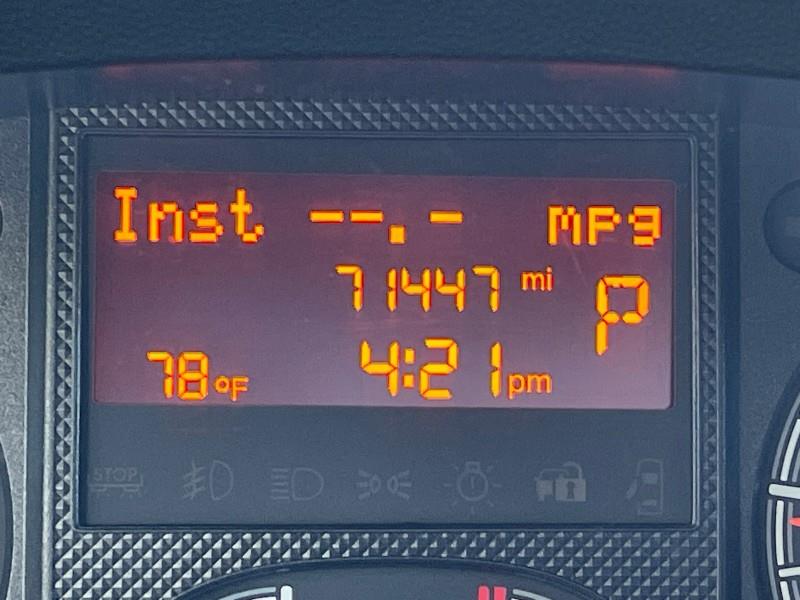 Inst --.- mpg
71447 mi
P
78°F 4:21 pm
STOP